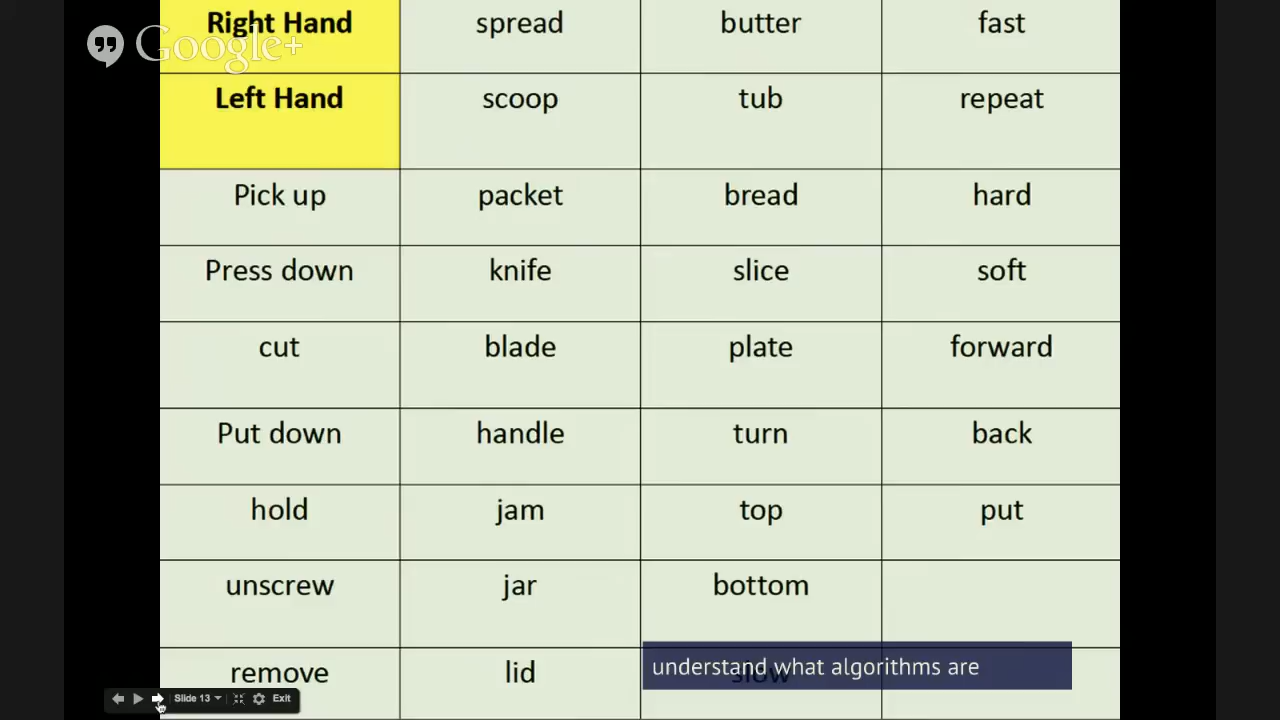 Google+
Right Hand spread butter fast
Left Hand scoop tub repeat
Pick up packet bread hard
Press down knife slice soft
cut blade plate forward
Put down handle turn back
hold jam top put
unscrew jar bottom
remove lid slow
understand what algorithms are
Slide 13 Exit